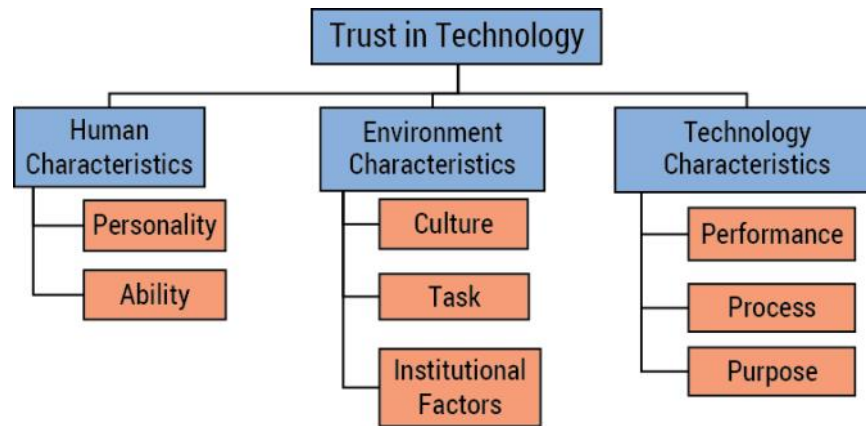 Trust in Technology
Human
Characteristics
Personality
Ability
Environment
Characteristics
Culture
Task
Institutional
Factors
Technology
Characteristics
Performance
Process
Purpose